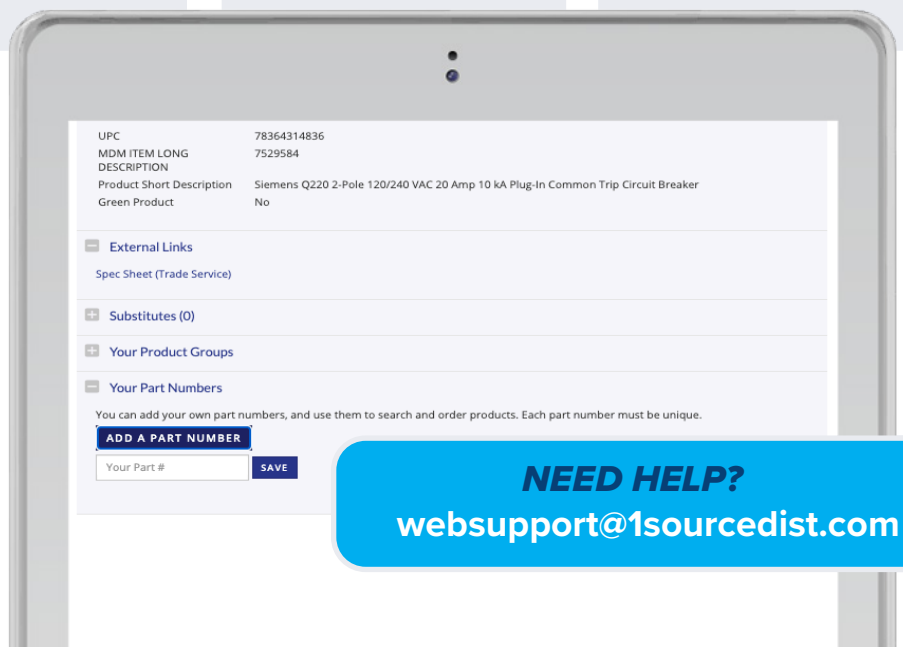 UPC 78364314836
MDM ITEM LONG 7529584
DESCRIPTION
Product Short Description Siemens Q220 2-Pole 120/240 VAC 20 Amp 10 kA Plug-In Common Trip Circuit Breaker
Green Product No
External Links
Spec Sheet (Trade Service)
Substitutes (0)
Your Product Groups
Your Part Numbers
You can add your own part numbers, and use them to search and order products. Each part number must be unique.
ADD A PART NUMBER
Your Part # SAVE
NEED HELP?
websupport@1sourcedist.com